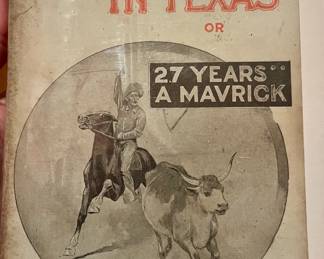 IN TEXAS
OR
27 YEARS
A MAVRICK